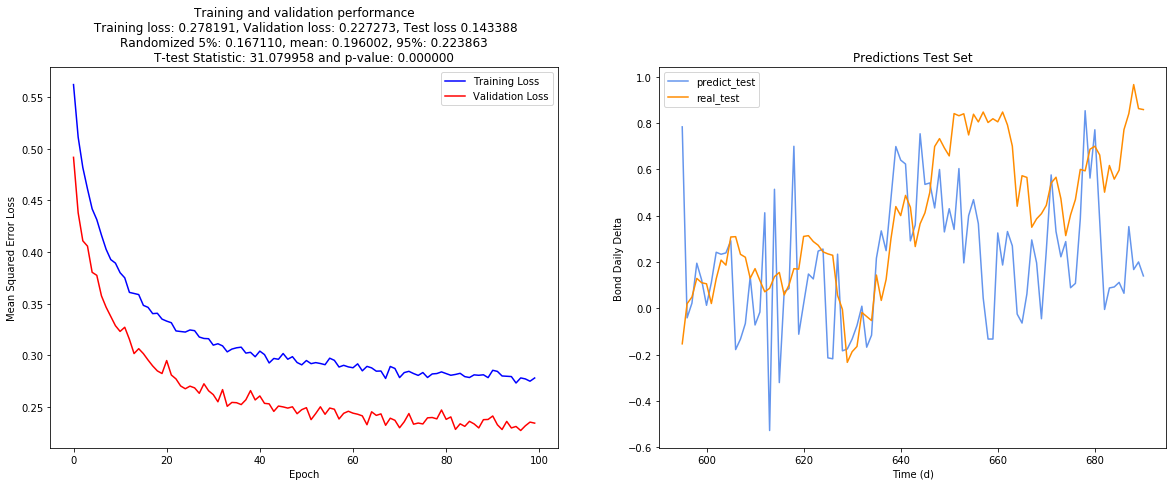 Training and validation performance
Training loss: 0.278191, Validation loss: 0.227273, Test loss 0.143388
Randomized 5%: 0.167110, mean: 0.196002, 95%: 0.223863
T-test Statistic: 31.079958 and p-value: 0.000000
Training Loss
Validation Loss
Mean Squared Error Loss
0.55
0.50
0.45
0.40
0.35
0.30
0.25
0 20 40 60 80 100
Epoch
Predictions Test Set
predict_test
real_test
Bond Daily Delta
1.0
0.8
0.6
0.4
0.2
0.0
−0.2
−0.4
−0.6
600 620 640 660 680
Time (d)